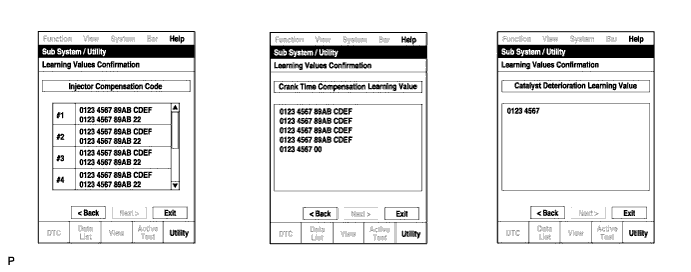 Function View System Bar Help
Sub System / Utility
Learning Values Confirmation
Injector Compensation Code
#1 0123 4567 89AB CDEF
0123 4567 89AB 22
#2 0123 4567 89AB CDEF
0123 4567 89AB 22
#3 0123 4567 89AB CDEF
0123 4567 89AB 22
#4 0123 4567 89AB CDEF
0123 4567 89AB 22
< Back Next > Exit
DTC Data List View Active Test Utility
Function View System Bar Help
Sub System / Utility
Learning Values Confirmation
Crank Time Compensation Learning Value
0123 4567 89AB CDEF
0123 4567 89AB CDEF
0123 4567 89AB CDEF
0123 4567 89AB CDEF
0123 4567 00
< Back Next > Exit
DTC Data List View Active Test Utility
Function View System Bar Help
Sub System / Utility
Learning Values Confirmation
Catalyst Deterioration Learning Value
0123 4567
< Back Next > Exit
DTC Data List View Active Test Utility
P